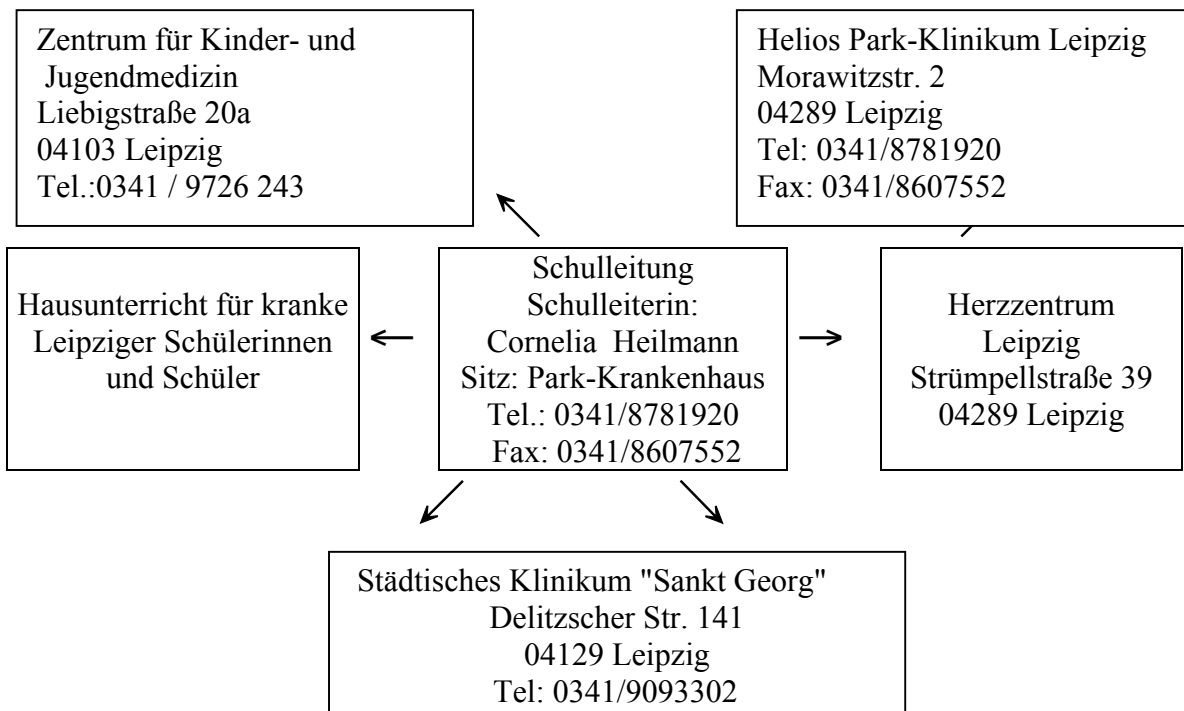 Zentrum für Kinder- und
Jugendmedizin
Liebigstraße 20a
04103 Leipzig
Tel.:0341 / 9726 243
Helios Park-Klinikum Leipzig
Morawitzstr. 2
04289 Leipzig
Tel: 0341/8781920
Fax: 0341/8607552
Hausunterricht für kranke
Leipziger Schülerinnen
und Schüler
Schulleitung
Schulleiterin:
Cornelia Heilmann
Sitz: Park-Krankenhaus
Tel.: 0341/8781920
Fax: 0341/8607552
Herzzentrum
Leipzig
Strümpellstraße 39
04289 Leipzig
Städtisches Klinikum "Sankt Georg"
Delitzscher Str. 141
04129 Leipzig
Tel: 0341/9093302